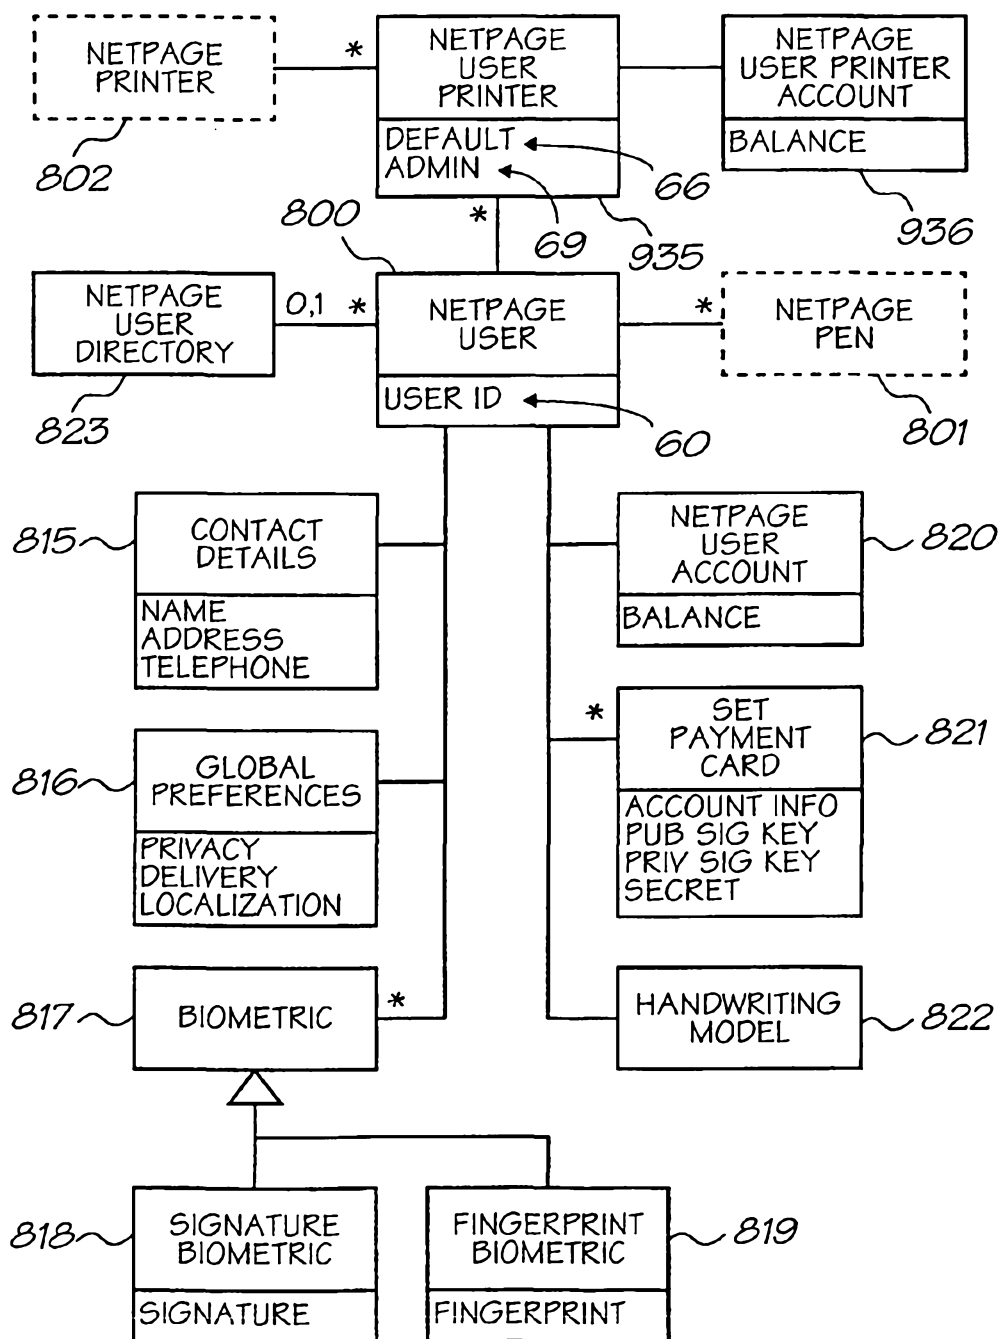 NETPAGE
PRINTER
802
*
NETPAGE
USER
PRINTER
DEFAULT
ADMIN
66
69
935
NETPAGE
USER PRINTER
ACCOUNT
BALANCE
936
*
800
NETPAGE
USER
DIRECTORY
823
0,1 *
NETPAGE
USER
USER ID
60
*
NETPAGE
PEN
801
815
CONTACT
DETAILS
NAME
ADDRESS
TELEPHONE
NETPAGE
USER
ACCOUNT
BALANCE
820
816
GLOBAL
PREFERENCES
PRIVACY
DELIVERY
LOCALIZATION
*
SET
PAYMENT
CARD
ACCOUNT INFO
PUB SIG KEY
PRIV SIG KEY
SECRET
821
817
BIOMETRIC
*
HANDWRITING
MODEL
822
818
SIGNATURE
BIOMETRIC
SIGNATURE
FINGERPRINT
BIOMETRIC
FINGERPRINT
819